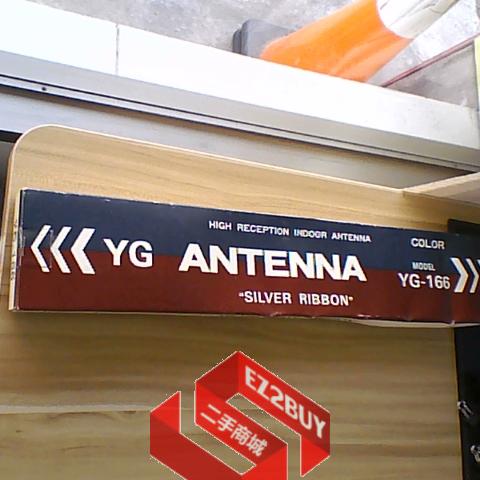 HIGH RECEPTION INDOOR ANTENNA
COLOR
YG ANTENNA
MODEL
YG-166
"SILVER RIBBON"
EZ2BUY
二手商城